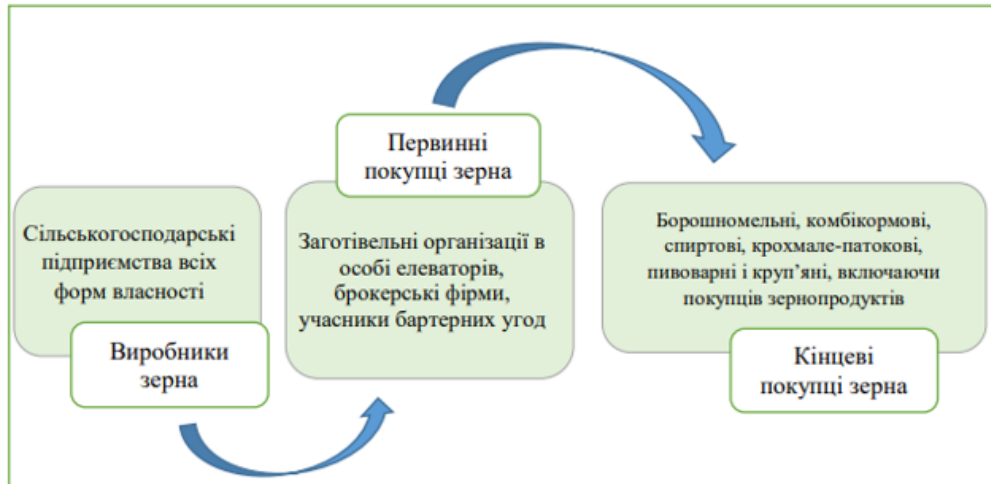 Сільськогосподарські
підприємства всіх
форм власності
Виробники
зерна
Первинні
покупці зерна
Заготівельні організації в
особі елеваторів,
брокерські фірми,
учасники бартерних угод
Борошномельні, комбікормові,
спиртові, крохмале-патокові,
пивоварні і круп’яні, включаючи
покупців зернопродуктів
Кінцеві
покупці зерна